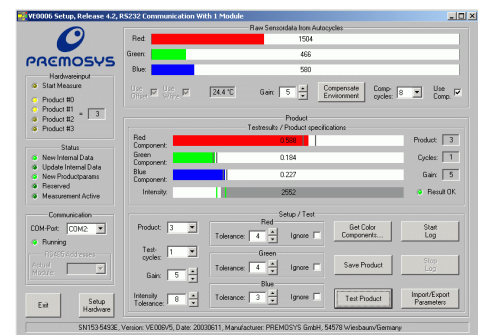 VE0006 Setup, Release 4.2, RS232 Communication With 1 Module
PREMOSYS
Hardwareinput
Start Measure
Product #0
Product #1
Product #2
Product #3
= 3
Status
New Internal Data
Update Internal Data
New Productparams
Reserved
Measurement Active
Communication
COM-Port: COM2
Running
RS485 Addresses
Actual
Module:
Exit
Setup
Hardware
Raw Sensordata from Autocycles
Red: 1504
Green: 466
Blue: 580
Use
Offset
Use
White
24.4 °C
Gain: 5
Compensate
Environment
Comp-
cycles: 8
Use
Comp.
Product
Testresults / Product specifications
Red
Component: 0.588
Green
Component: 0.184
Blue
Component: 0.227
Intensity: 2552
Product: 3
Cycles: 1
Gain: 5
Result OK
Setup / Test
Product: 3
Test-
cycles: 1
Gain: 5
Intensity
Tolerance: 8
Red
Tolerance: 4 Ignore
Green
Tolerance: 4 Ignore
Blue
Tolerance: 3 Ignore
Get Color
Components...
Save Product
Test Product
Start
Log
Stop
Log
Import/Export
Parameters
SN153-5493E, Version: VE006V5, Date: 20030611, Manufacturer: PREMOSYS GmbH, 54578 Wiesbaum/Germany